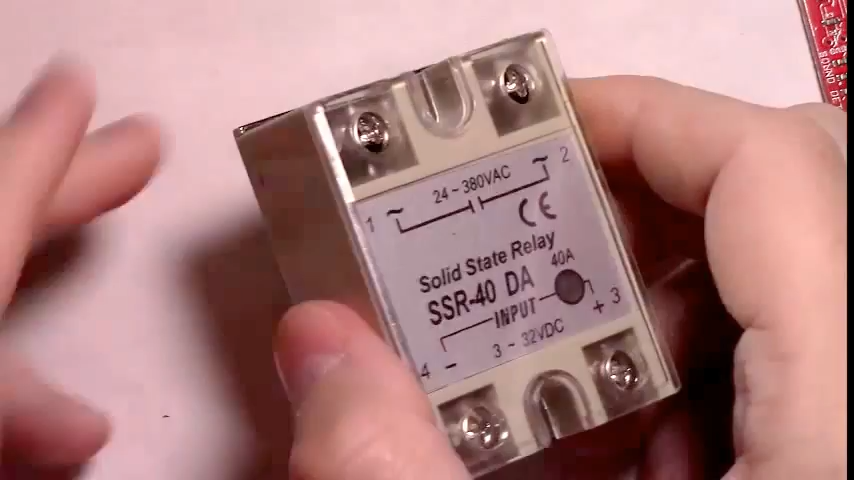 24~380VAC
1 ~ ~ 2
CE
Solid State Relay
SSR-40 DA 40A
INPUT
4 - 3 ~ 32VDC + 3